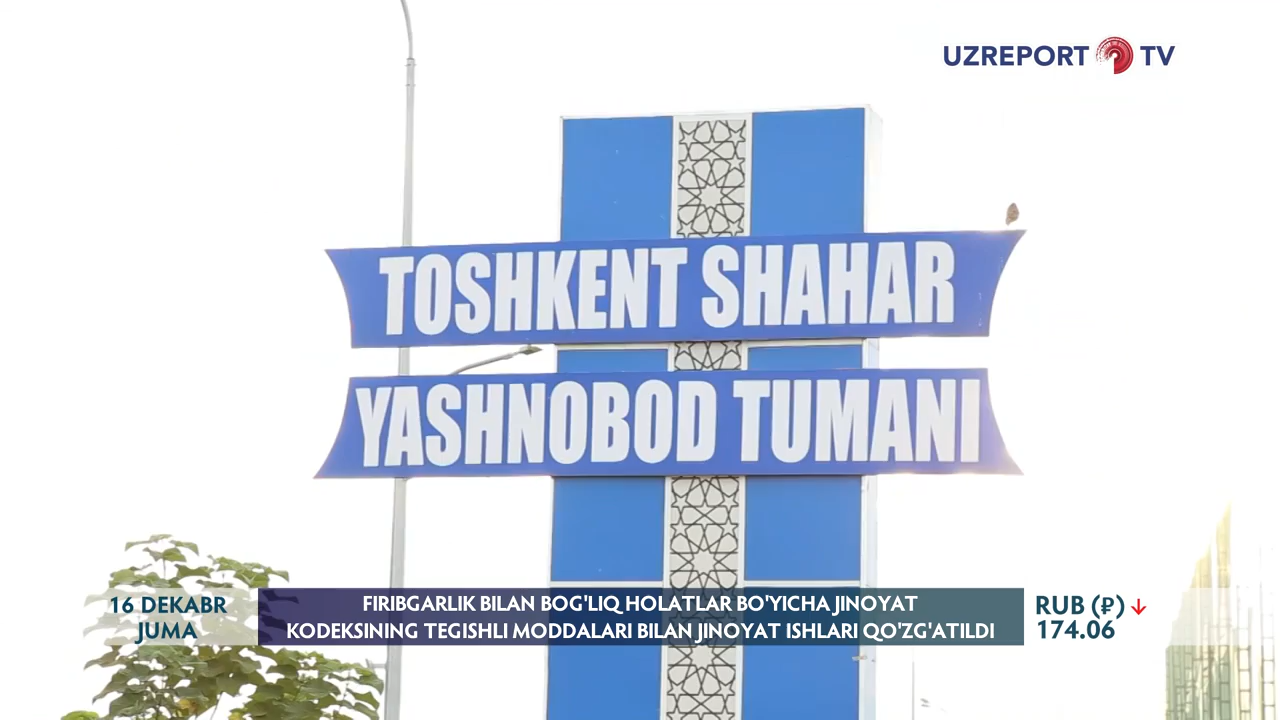 UZREPORT TV
TOSHKENT SHAHAR
YASHNOBOD TUMANI
16 DEKABR
JUMA
FIRIBGARLIK BILAN BOG'LIQ HOLATLAR BO'YICHA JINOYAT
KODEKSINING TEGISHLI MODDALARI BILAN JINOYAT ISHLARI QO'ZG'ATILDI
RUB (₽)
174.06